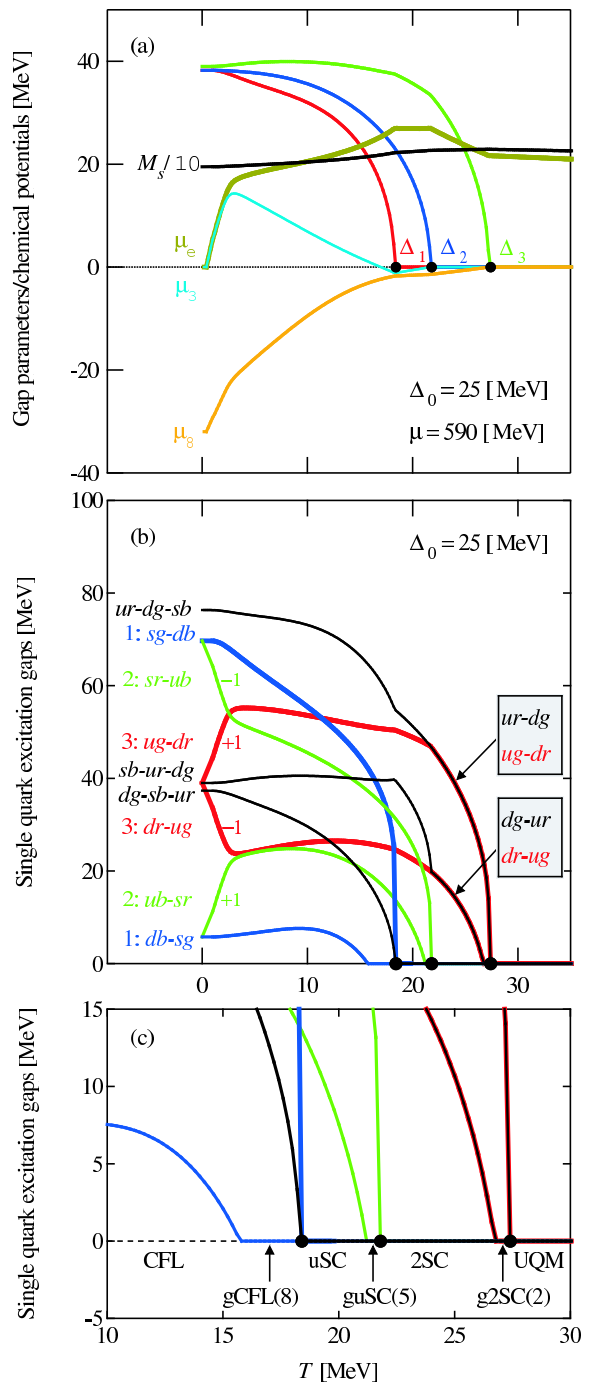 (a)
Gap parameters/chemical potentials [MeV]
40
20
0
-20
-40
M_s/10
μ_e
μ_3
μ_8
Δ_1
Δ_2
Δ_3
Δ_0 = 25 [MeV]
μ = 590 [MeV]
(b)
Δ_0 = 25 [MeV]
Single quark excitation gaps [MeV]
100
80
60
40
20
0
ur-dg-sb
1: sg-db
2: sr-ub
−1
3: ug-dr
+1
sb-ur-dg
dg-sb-ur
3: dr-ug
−1
2: ub-sr
+1
1: db-sg
ur-dg
ug-dr
dg-ur
dr-ug
0 10 20 30
(c)
Single quark excitation gaps [MeV]
15
10
5
0
-5
CFL
uSC
2SC
UQM
gCFL(8)
guSC(5)
g2SC(2)
10 15 20 25 30
T [MeV]